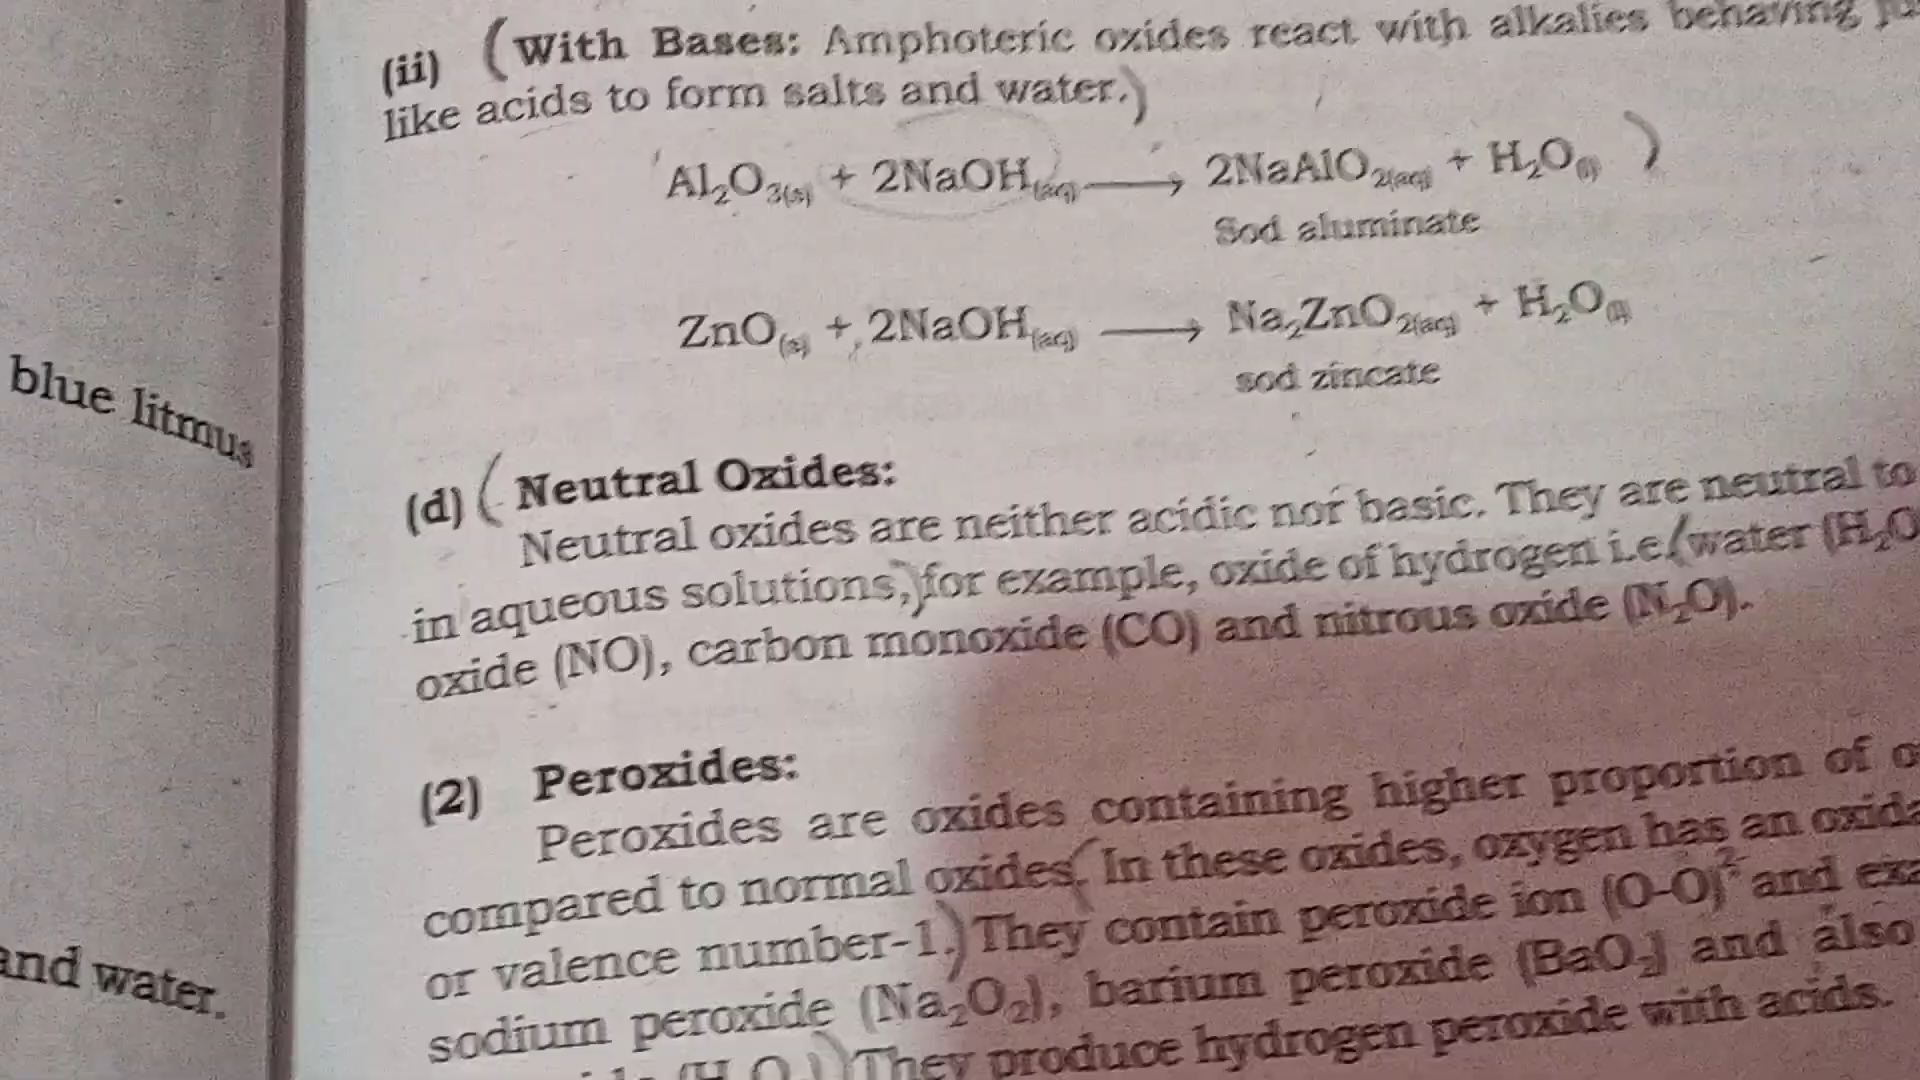 blue litmus
and water.
(ii) (With Bases: Amphoteric oxides react with alkalies behaving
like acids to form salts and water.)
Al₂O₃(s) + 2NaOH(aq) ⟶ 2NaAlO₂(aq) + H₂O(l) )
Sod aluminate
ZnO(s) + 2NaOH(aq) ⟶ Na₂ZnO₂(aq) + H₂O(l)
sod zincate
(d) ( Neutral Oxides:
Neutral oxides are neither acidic nor basic. They are neutral to
in aqueous solutions,) for example, oxide of hydrogen i.e.(water (H₂O
oxide (NO), carbon monoxide (CO) and nitrous oxide (N₂O).
(2) Peroxides:
Peroxides are oxides containing higher proportion of
compared to normal oxides. (In these oxides, oxygen has an
or valence number-1.) They contain peroxide ion (O-O)²⁻ and
sodium peroxide (Na₂O₂), barium peroxide (BaO₂) and also
(H₂O₂) They produce hydrogen peroxide with acids.